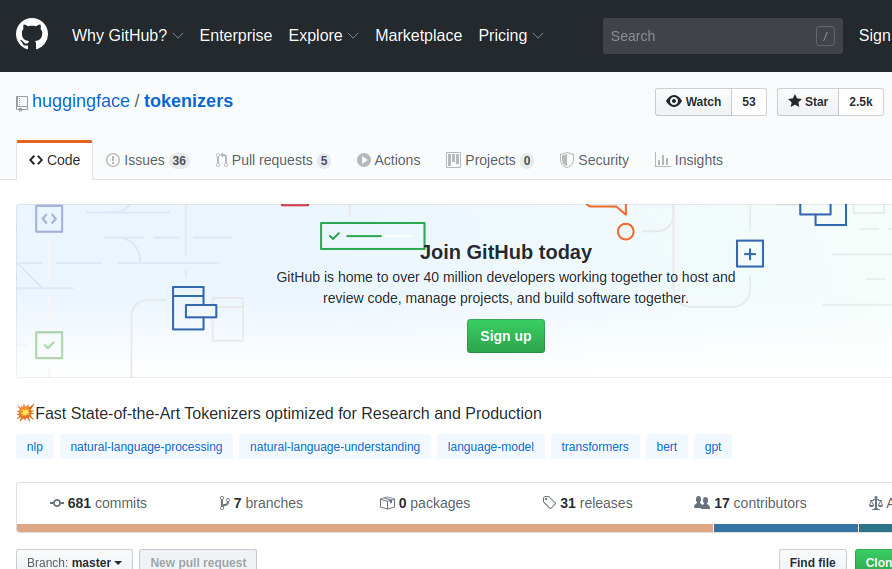 Why GitHub? Enterprise Explore Marketplace Pricing Search / Sign
huggingface / tokenizers Watch 53 Star 2.5k
Code Issues 36 Pull requests 5 Actions Projects 0 Security Insights
Join GitHub today
GitHub is home to over 40 million developers working together to host and
review code, manage projects, and build software together.
Sign up
💥Fast State-of-the-Art Tokenizers optimized for Research and Production
nlp natural-language-processing natural-language-understanding language-model transformers bert gpt
681 commits 7 branches 0 packages 31 releases 17 contributors A
Branch: master New pull request Find file Clon